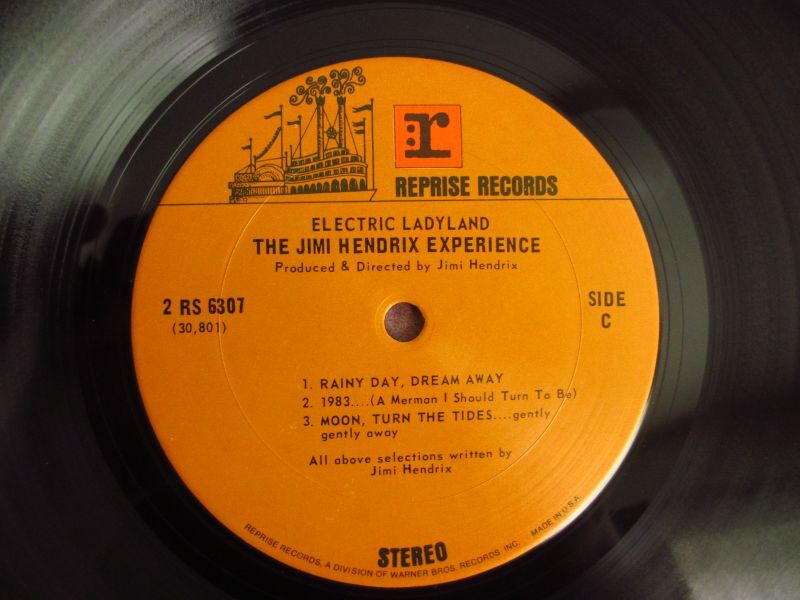 r
REPRISE RECORDS
ELECTRIC LADYLAND
THE JIMI HENDRIX EXPERIENCE
Produced & Directed by Jimi Hendrix
2 RS 6307
(30,801)
SIDE
C
1. RAINY DAY, DREAM AWAY
2. 1983....(A Merman I Should Turn To Be)
3. MOON, TURN THE TIDES....gently
gently away
All above selections written by
Jimi Hendrix
STEREO
REPRISE RECORDS, A DIVISION OF WARNER BROS. RECORDS, INC. MADE IN U.S.A.